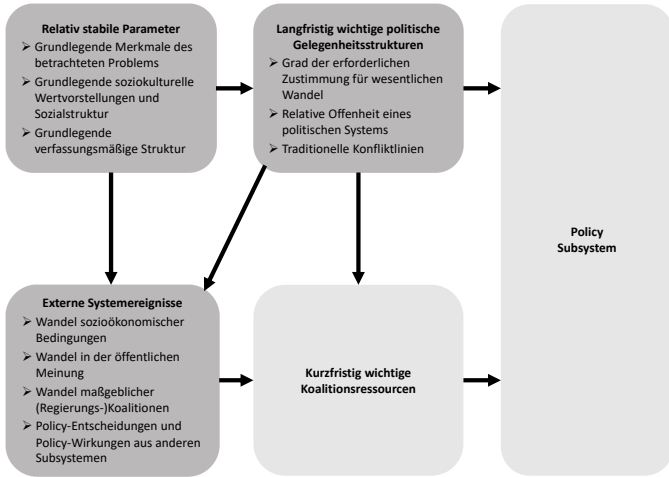 Relativ stabile Parameter
➢ Grundlegende Merkmale des
betrachteten Problems
➢ Grundlegende soziokulturelle
Wertvorstellungen und
Sozialstruktur
➢ Grundlegende
verfassungsmäßige Struktur
Langfristig wichtige politische
Gelegenheitsstrukturen
➢ Grad der erforderlichen
Zustimmung für wesentlichen
Wandel
➢ Relative Offenheit eines
politischen Systems
➢ Traditionelle Konfliktlinien
Policy
Subsystem
Externe Systemereignisse
➢ Wandel sozioökonomischer
Bedingungen
➢ Wandel in der öffentlichen
Meinung
➢ Wandel maßgeblicher
(Regierungs-)Koalitionen
➢ Policy-Entscheidungen und
Policy-Wirkungen aus anderen
Subsystemen
Kurzfristig wichtige
Koalitionsressourcen